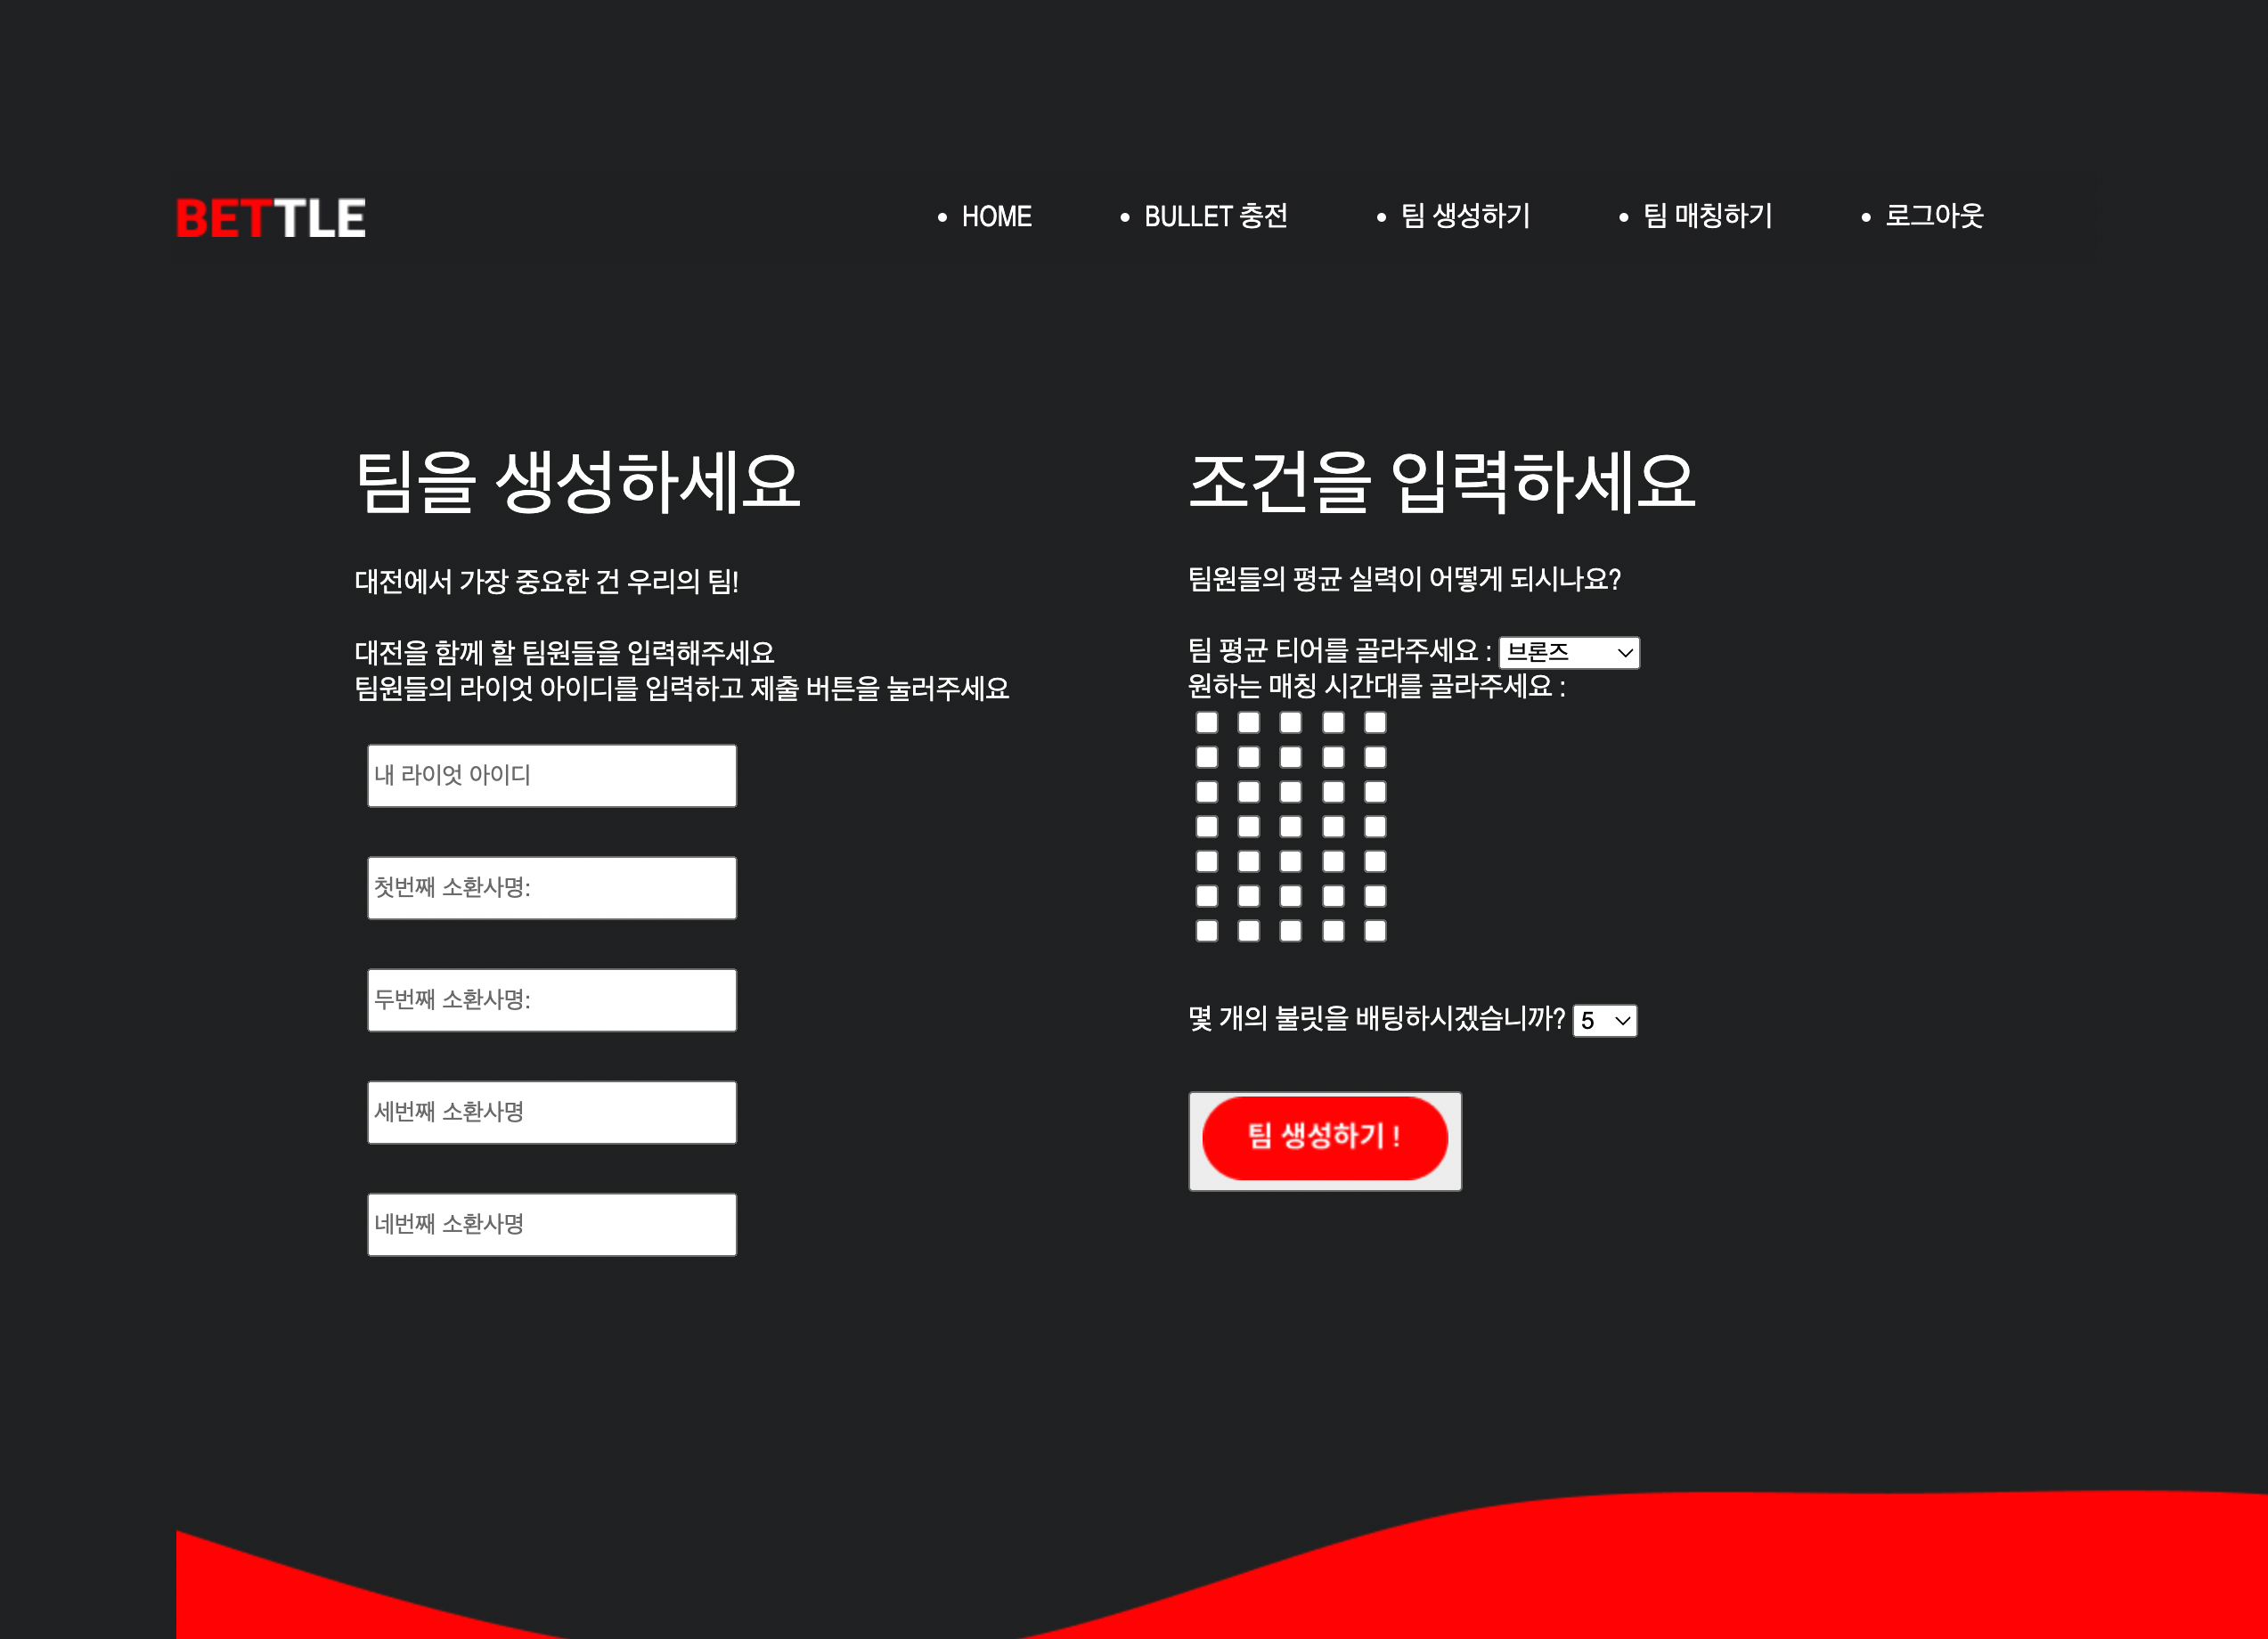 BETTLE
HOME
BULLET 충전
팀 생성하기
팀 매칭하기
로그아웃
팀을 생성하세요
대전에서 가장 중요한 건 우리의 팀!
대전을 함께 할 팀원들을 입력해주세요
팀원들의 라이엇 아이디를 입력하고 제출 버튼을 눌러주세요
내 라이엇 아이디
첫번째 소환사명:
두번째 소환사명:
세번째 소환사명
네번째 소환사명
조건을 입력하세요
팀원들의 평균 실력이 어떻게 되시나요?
팀 평균 티어를 골라주세요 : 브론즈
원하는 매칭 시간대를 골라주세요 :
몇 개의 불릿을 배팅하시겠습니까? 5
팀 생성하기 !